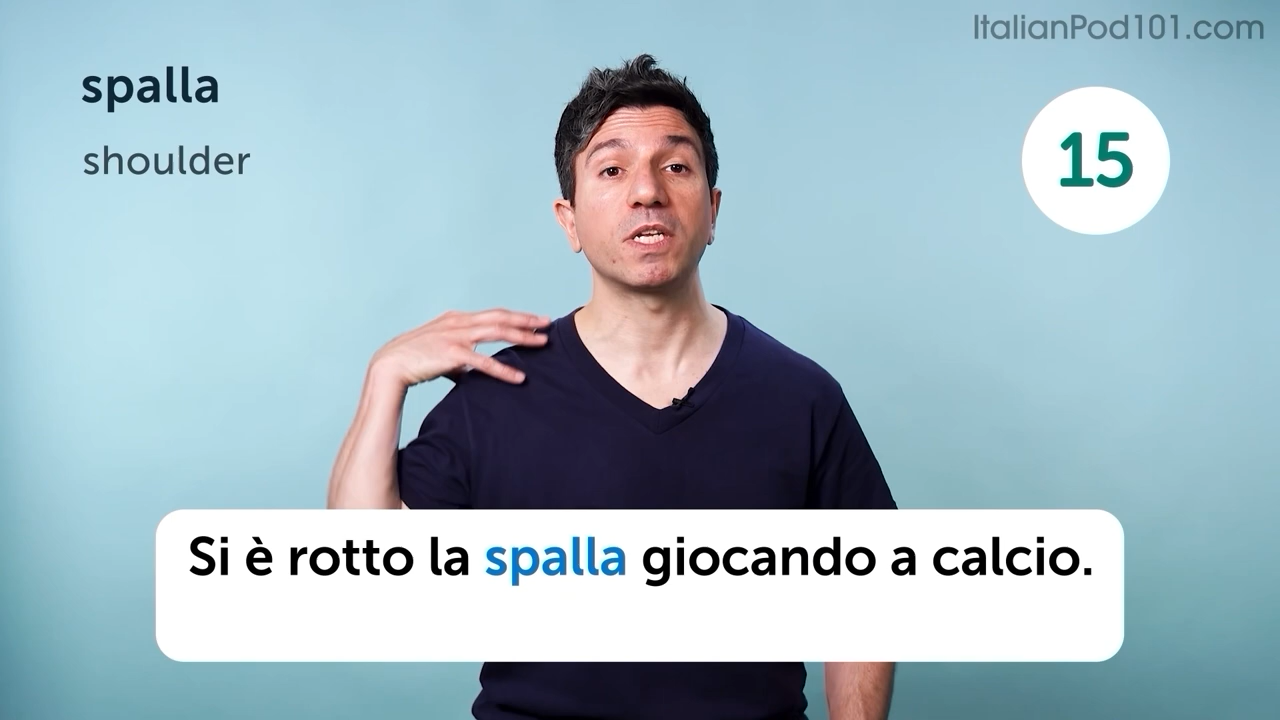 ItalianPod101.com
spalla
shoulder
15
Si è rotto la spalla giocando a calcio.